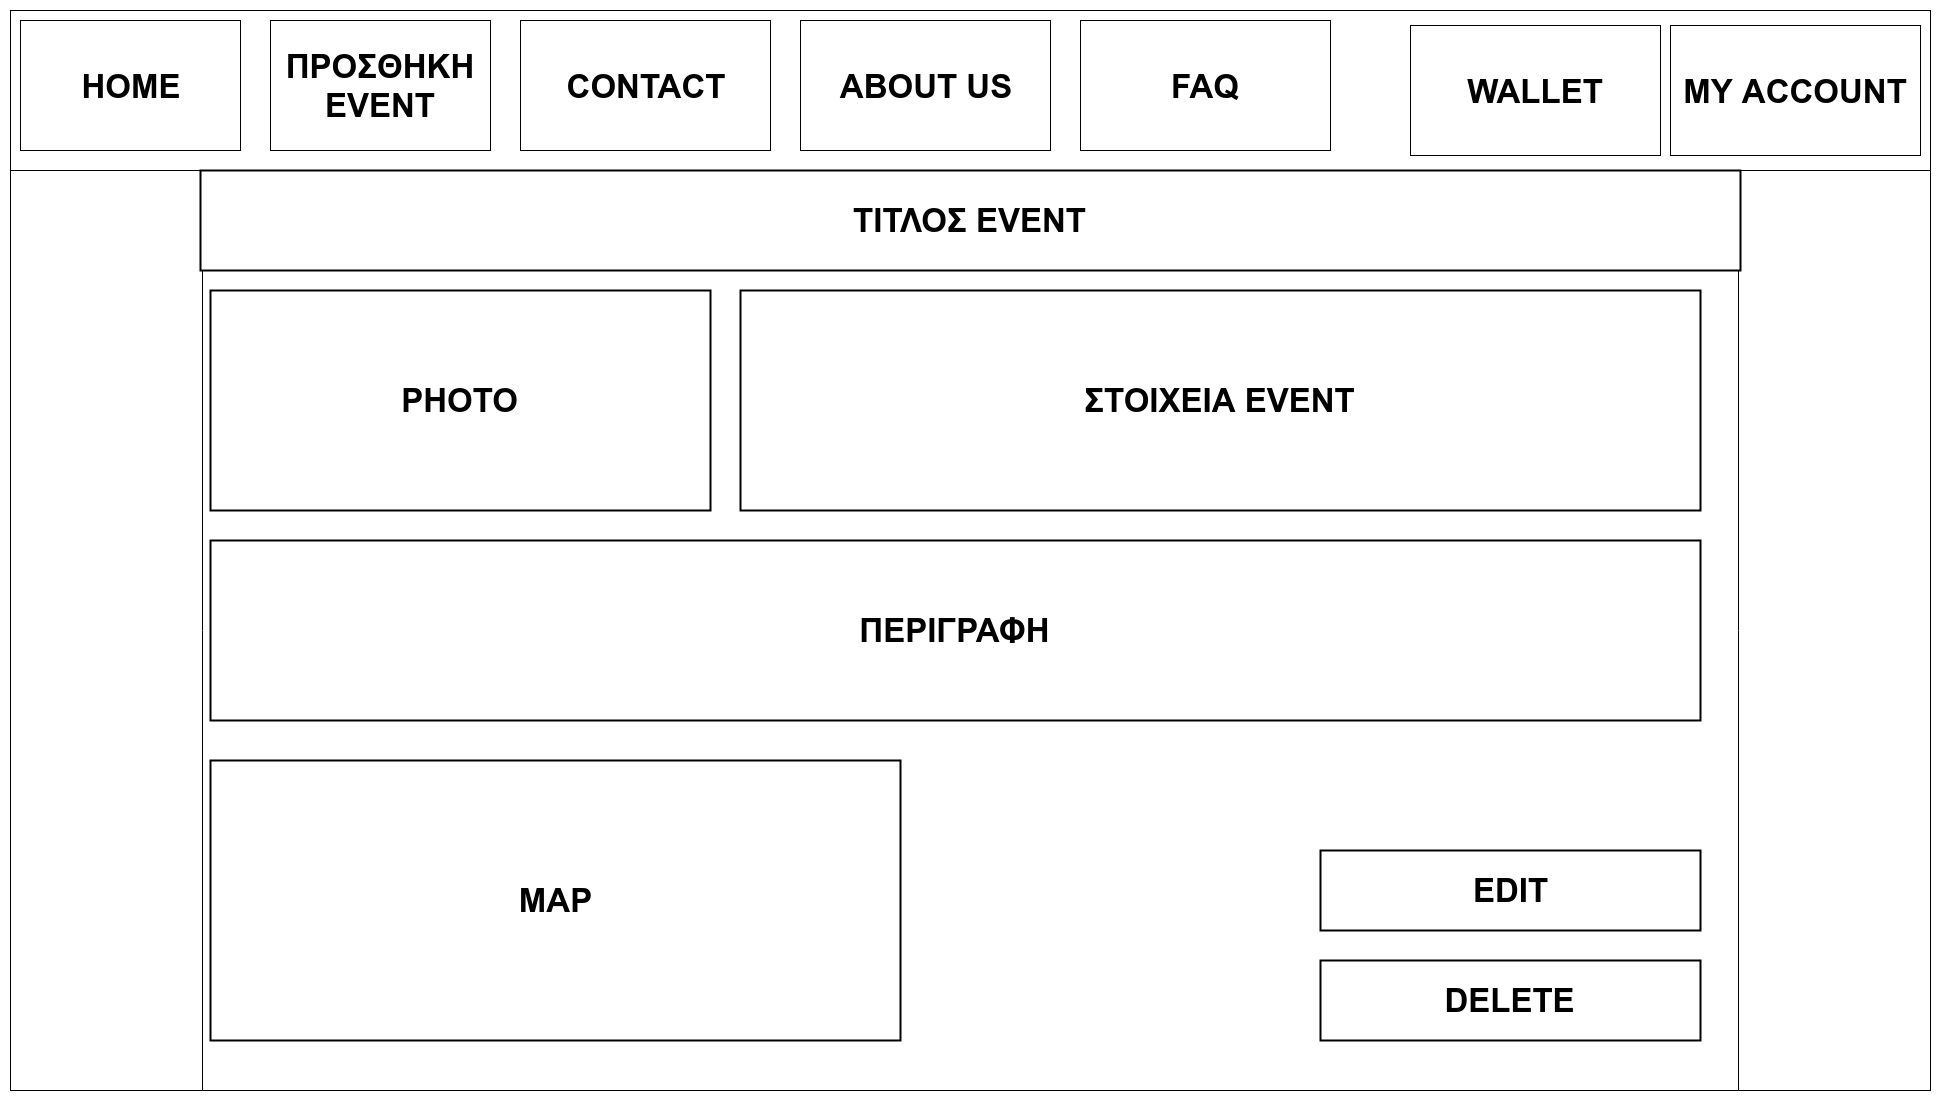 HOME
ΠΡΟΣΘΗΚΗ
EVENT
CONTACT
ABOUT US
FAQ
WALLET
MY ACCOUNT
ΤΙΤΛΟΣ EVENT
PHOTO
ΣΤΟΙΧΕΙΑ EVENT
ΠΕΡΙΓΡΑΦΗ
MAP
EDIT
DELETE